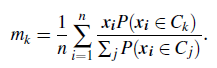 m_k = \frac{1}{n} \sum_{i=1}^{n} \frac{x_i P(x_i \in C_k)}{\sum_j P(x_i \in C_j)}.